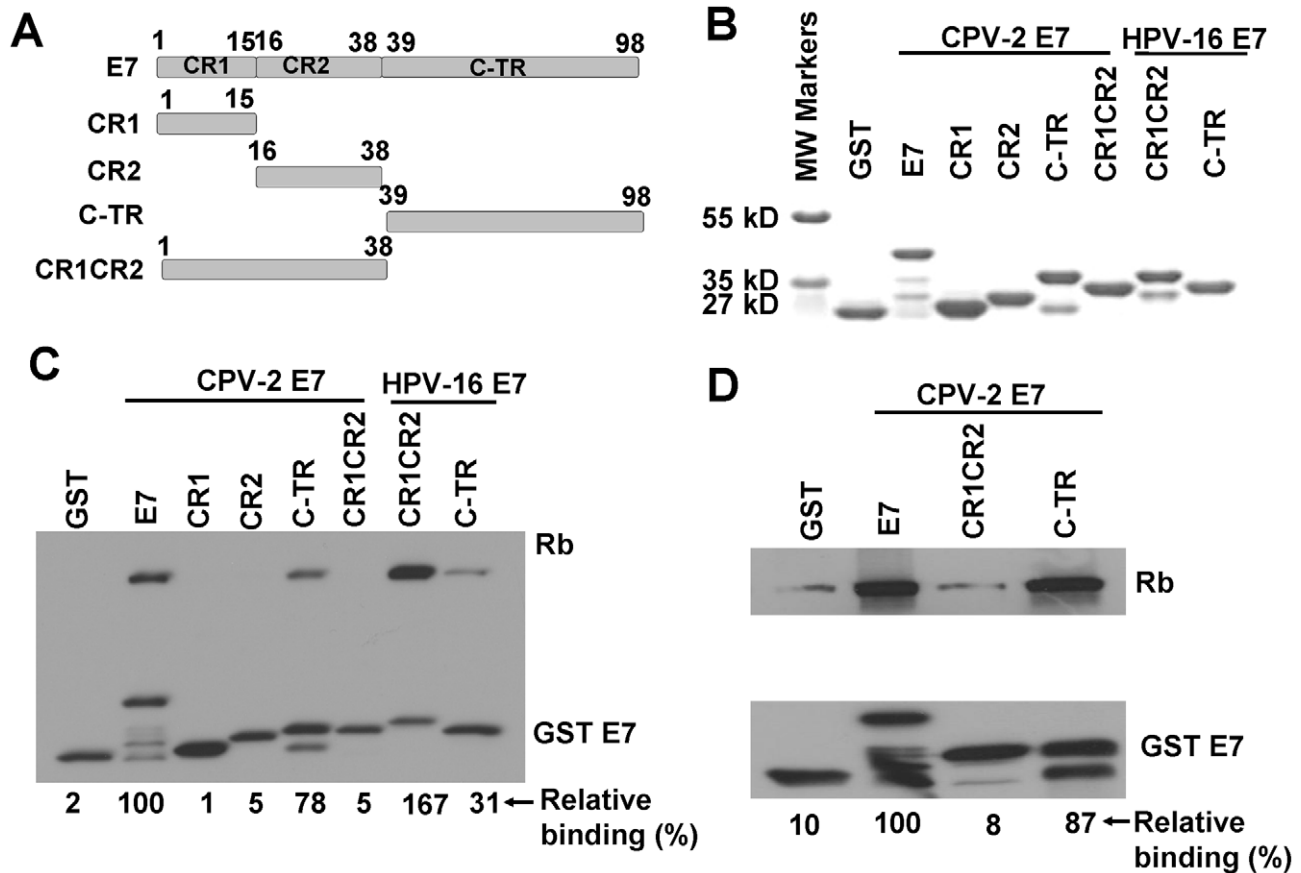 A
1 15 16 38 39 98
E7 CR1 CR2 C-TR
1 15
CR1
16 38
CR2
39 98
C-TR
1 38
CR1CR2
B
CPV-2 E7 HPV-16 E7
MW Markers GST E7 CR1 CR2 C-TR CR1CR2 CR1CR2 C-TR
55 kD
35 kD
27 kD
C
CPV-2 E7 HPV-16 E7
GST E7 CR1 CR2 C-TR CR1CR2 CR1CR2 C-TR
Rb
GST E7
2 100 1 5 78 5 167 31 ← Relative
binding (%)
D
CPV-2 E7
GST E7 CR1CR2 C-TR
Rb
GST E7
10 100 8 87 ← Relative
binding (%)